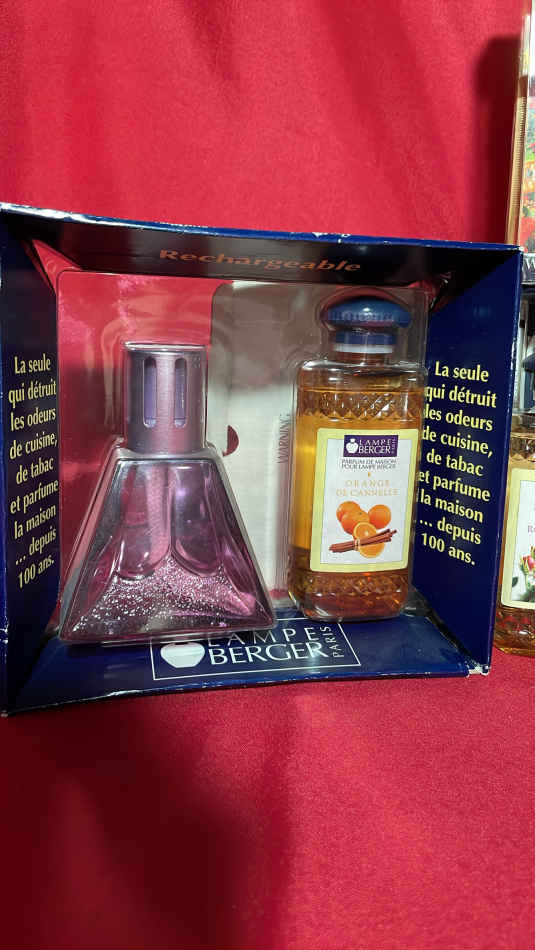 Rechargeable
La seule
qui détruit
les odeurs
de cuisine,
de tabac
et parfume
la maison
... depuis
100 ans.
WARNING
LAMPE
BERGER
PARIS
PARFUM DE MAISON
POUR LAMPE BERGER
ORANGE
DE CANNELLE
La seule
qui détruit
les odeurs
de cuisine,
de tabac
et parfume
la maison
... depuis
100 ans.
LAMPE
BERGER
PARIS